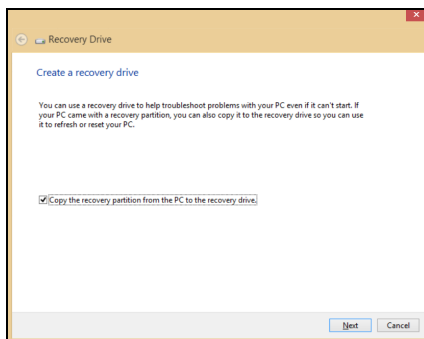 Recovery Drive
Create a recovery drive
You can use a recovery drive to help troubleshoot problems with your PC even if it can't start. If
your PC came with a recovery partition, you can also copy it to the recovery drive so you can use
it to refresh or reset your PC.
Copy the recovery partition from the PC to the recovery drive.
Next Cancel